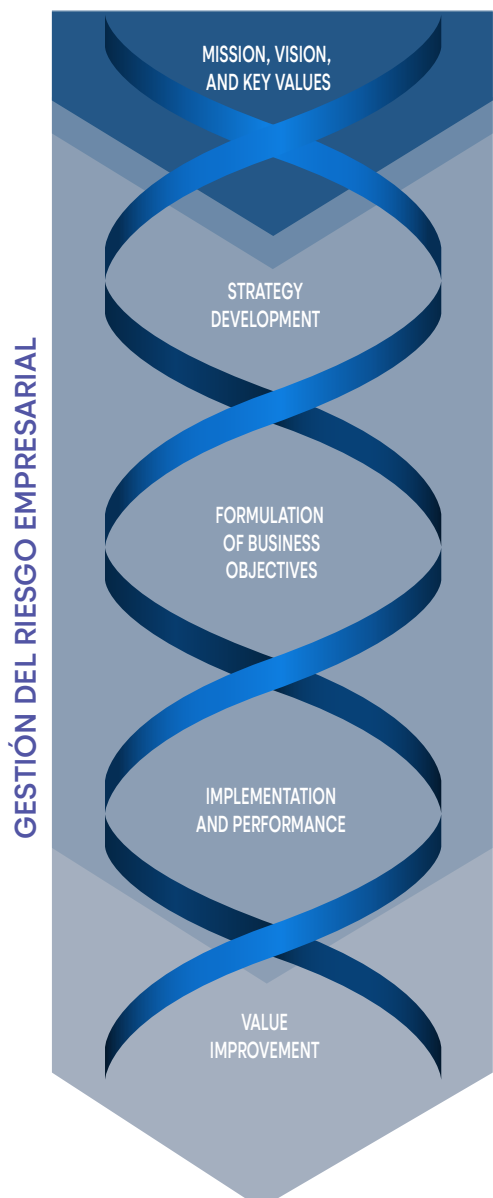 MISSION, VISION,
AND KEY VALUES
STRATEGY
DEVELOPMENT
FORMULATION
OF BUSINESS
OBJECTIVES
IMPLEMENTATION
AND PERFORMANCE
VALUE
IMPROVEMENT
GESTIÓN DEL RIESGO EMPRESARIAL